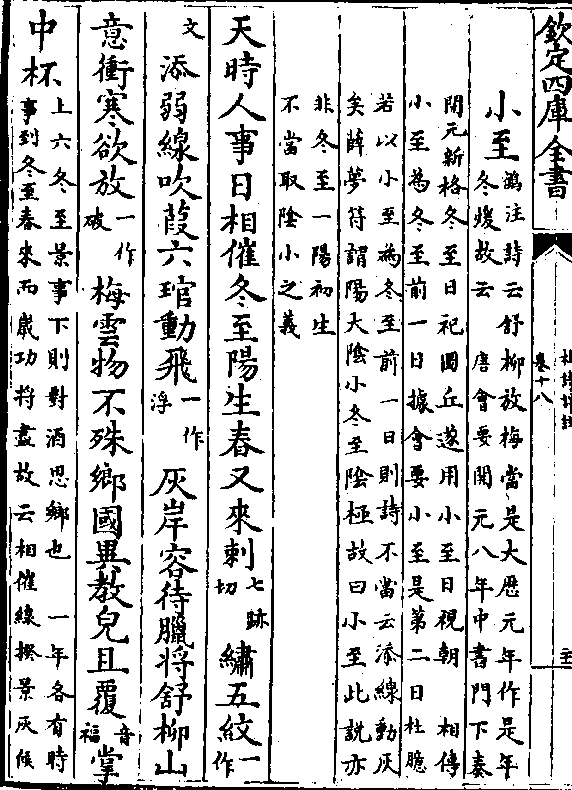 欽定四庫全書
杜詩詳註
卷十八
小至
鶴注詩云舒柳放梅當是大厯元年作是年
冬煖故云 唐會要開元八年中書門下奏
開元新格冬至日祀圜丘遂用小至日視朝 相傳
小至為冬至前一日據會要小至是第二日杜臆
若以小至為冬至前一日則詩不當云添線動灰
矣薛夢符謂陽大陰小冬至陰極故曰小至此説亦
非冬至一陽初生
不當取陰小之義
天時人事日相催冬至陽生春又來刺七跡切繡五紋一作
文添弱線吹葭六琯動飛一作浮灰岸容待臘将舒柳山
意衝寒欲放一作破梅雲物不殊鄉國異教兒且覆音福掌
中杯
上六冬至景事下則對酒思鄉也 一年各有時
事到冬至春來而歲功将盡故云相催線揆景灰候